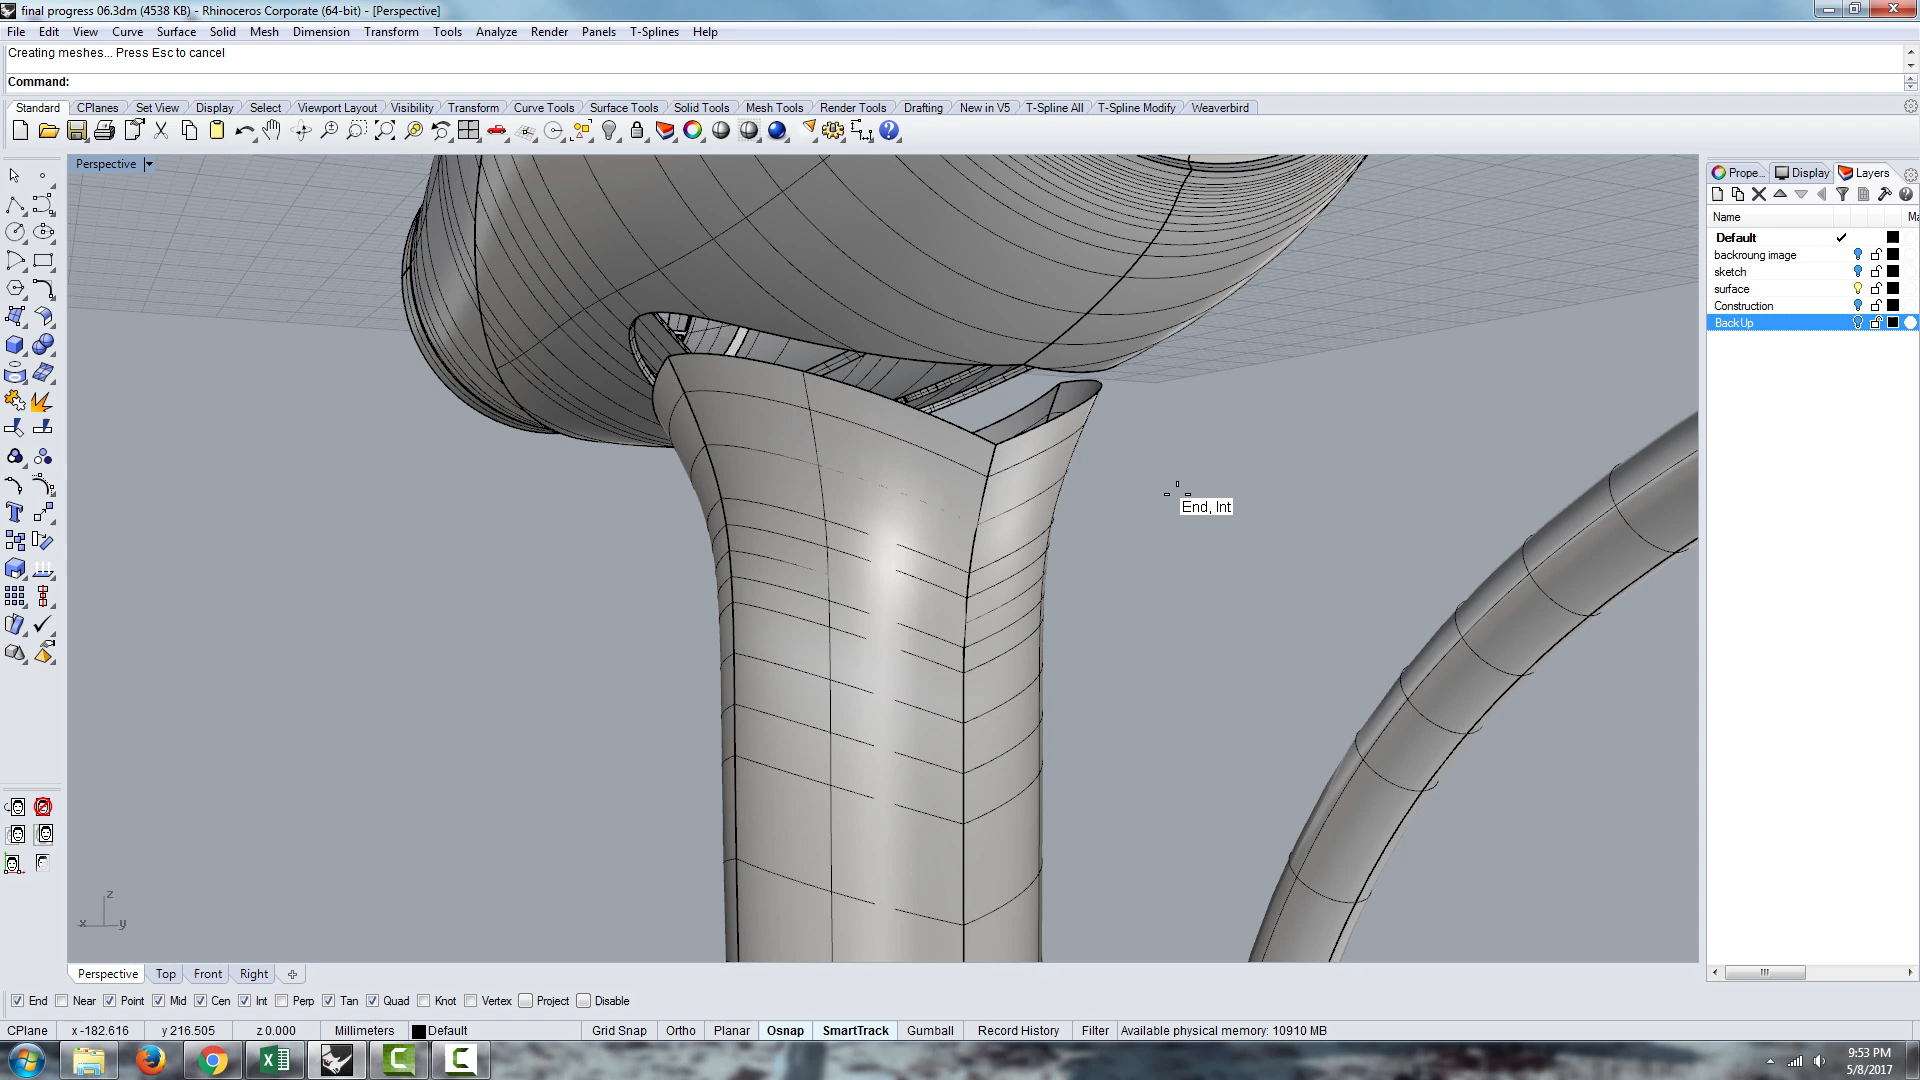 final progress 06.3dm (4538 KB) - Rhinoceros Corporate (64-bit) - [Perspective]
File Edit View Curve Surface Solid Mesh Dimension Transform Tools Analyze Render Panels T-Splines Help
Creating meshes... Press Esc to cancel
Command:
Standard CPlanes Set View Display Select Viewport Layout Visibility Transform Curve Tools Surface Tools Solid Tools Mesh Tools Render Tools Drafting New in V5 T-Spline All T-Spline Modify Weaverbird
Perspective
Prope... Display Layers
Name Ma
Default
backroung image
sketch
surface
Construction
BackUp
End, Int
z
x y
Perspective Top Front Right
End Near Point Mid Cen Int Perp Tan Quad Knot Vertex Project Disable
CPlane x -182.616 y 216.505 z 0.000 Millimeters Default Grid Snap Ortho Planar Osnap SmartTrack Gumball Record History Filter Available physical memory: 10910 MB
9:53 PM
5/8/2017